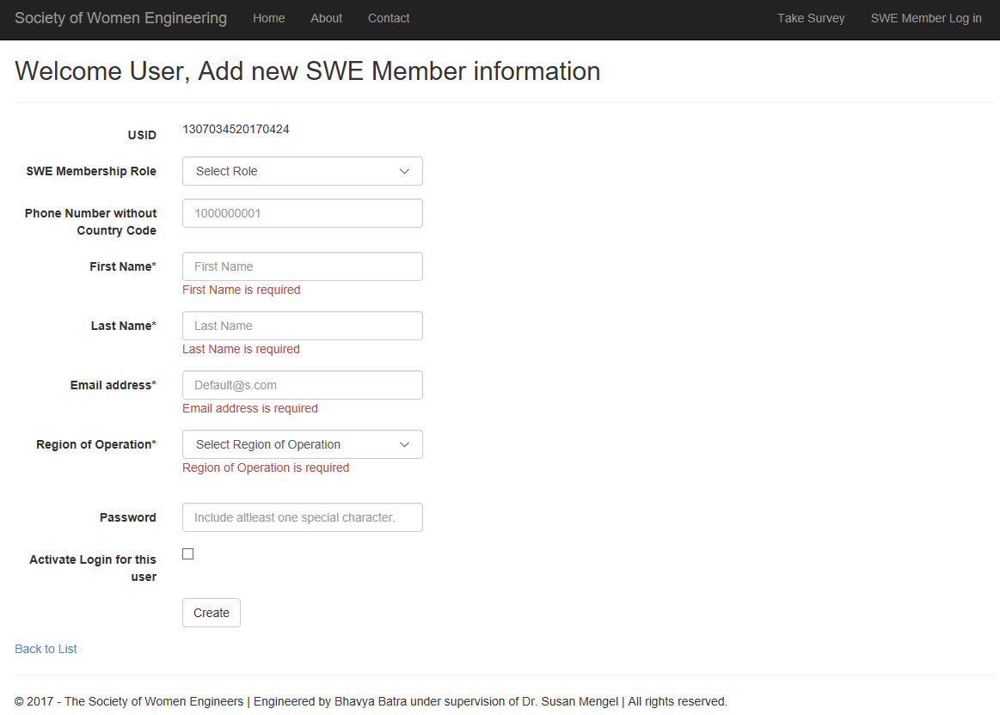 Society of Women Engineering Home About Contact Take Survey SWE Member Log in
Welcome User, Add new SWE Member information
USID 1307034520170424
SWE Membership Role Select Role
Phone Number without
Country Code
1000000001
First Name* First Name
First Name is required
Last Name* Last Name
Last Name is required
Email address* Default@s.com
Email address is required
Region of Operation* Select Region of Operation
Region of Operation is required
Password Include altleast one special character.
Activate Login for this
user
Create
Back to List
© 2017 - The Society of Women Engineers | Engineered by Bhavya Batra under supervision of Dr. Susan Mengel | All rights reserved.